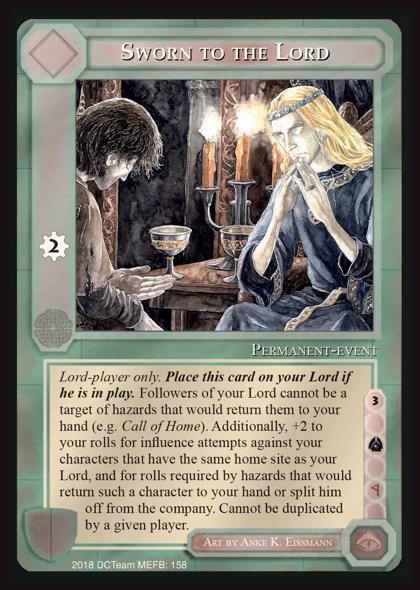 Sworn to the Lord
2
Permanent-event
Lord-player only. Place this card on your Lord if
he is in play. Followers of your Lord cannot be a
target of hazards that would return them to your
hand (e.g. Call of Home). Additionally, +2 to
your rolls for influence attempts against your
characters that have the same home site as your
Lord, and for rolls required by hazards that would
return such a character to your hand or split him
off from the company. Cannot be duplicated
by a given player.
3
Art by Anke K. Eissmann
2018 DCTeam MEFB: 158